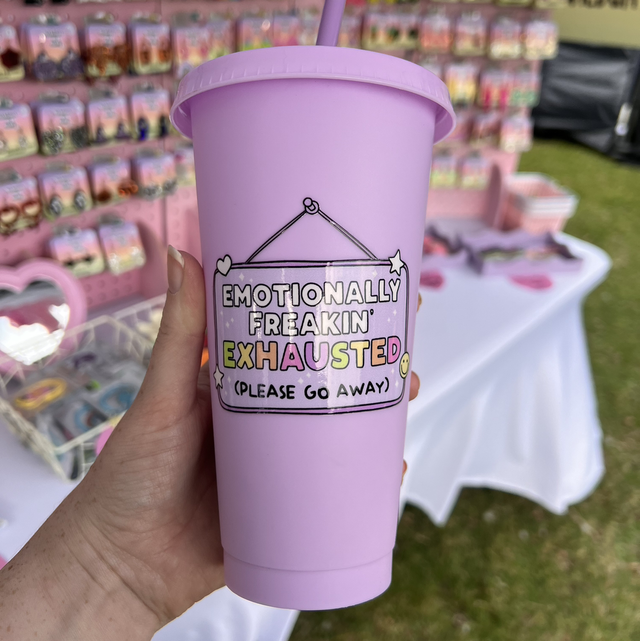 EMOTIONALLY
FREAKIN'
EXHAUSTED
(PLEASE GO AWAY)